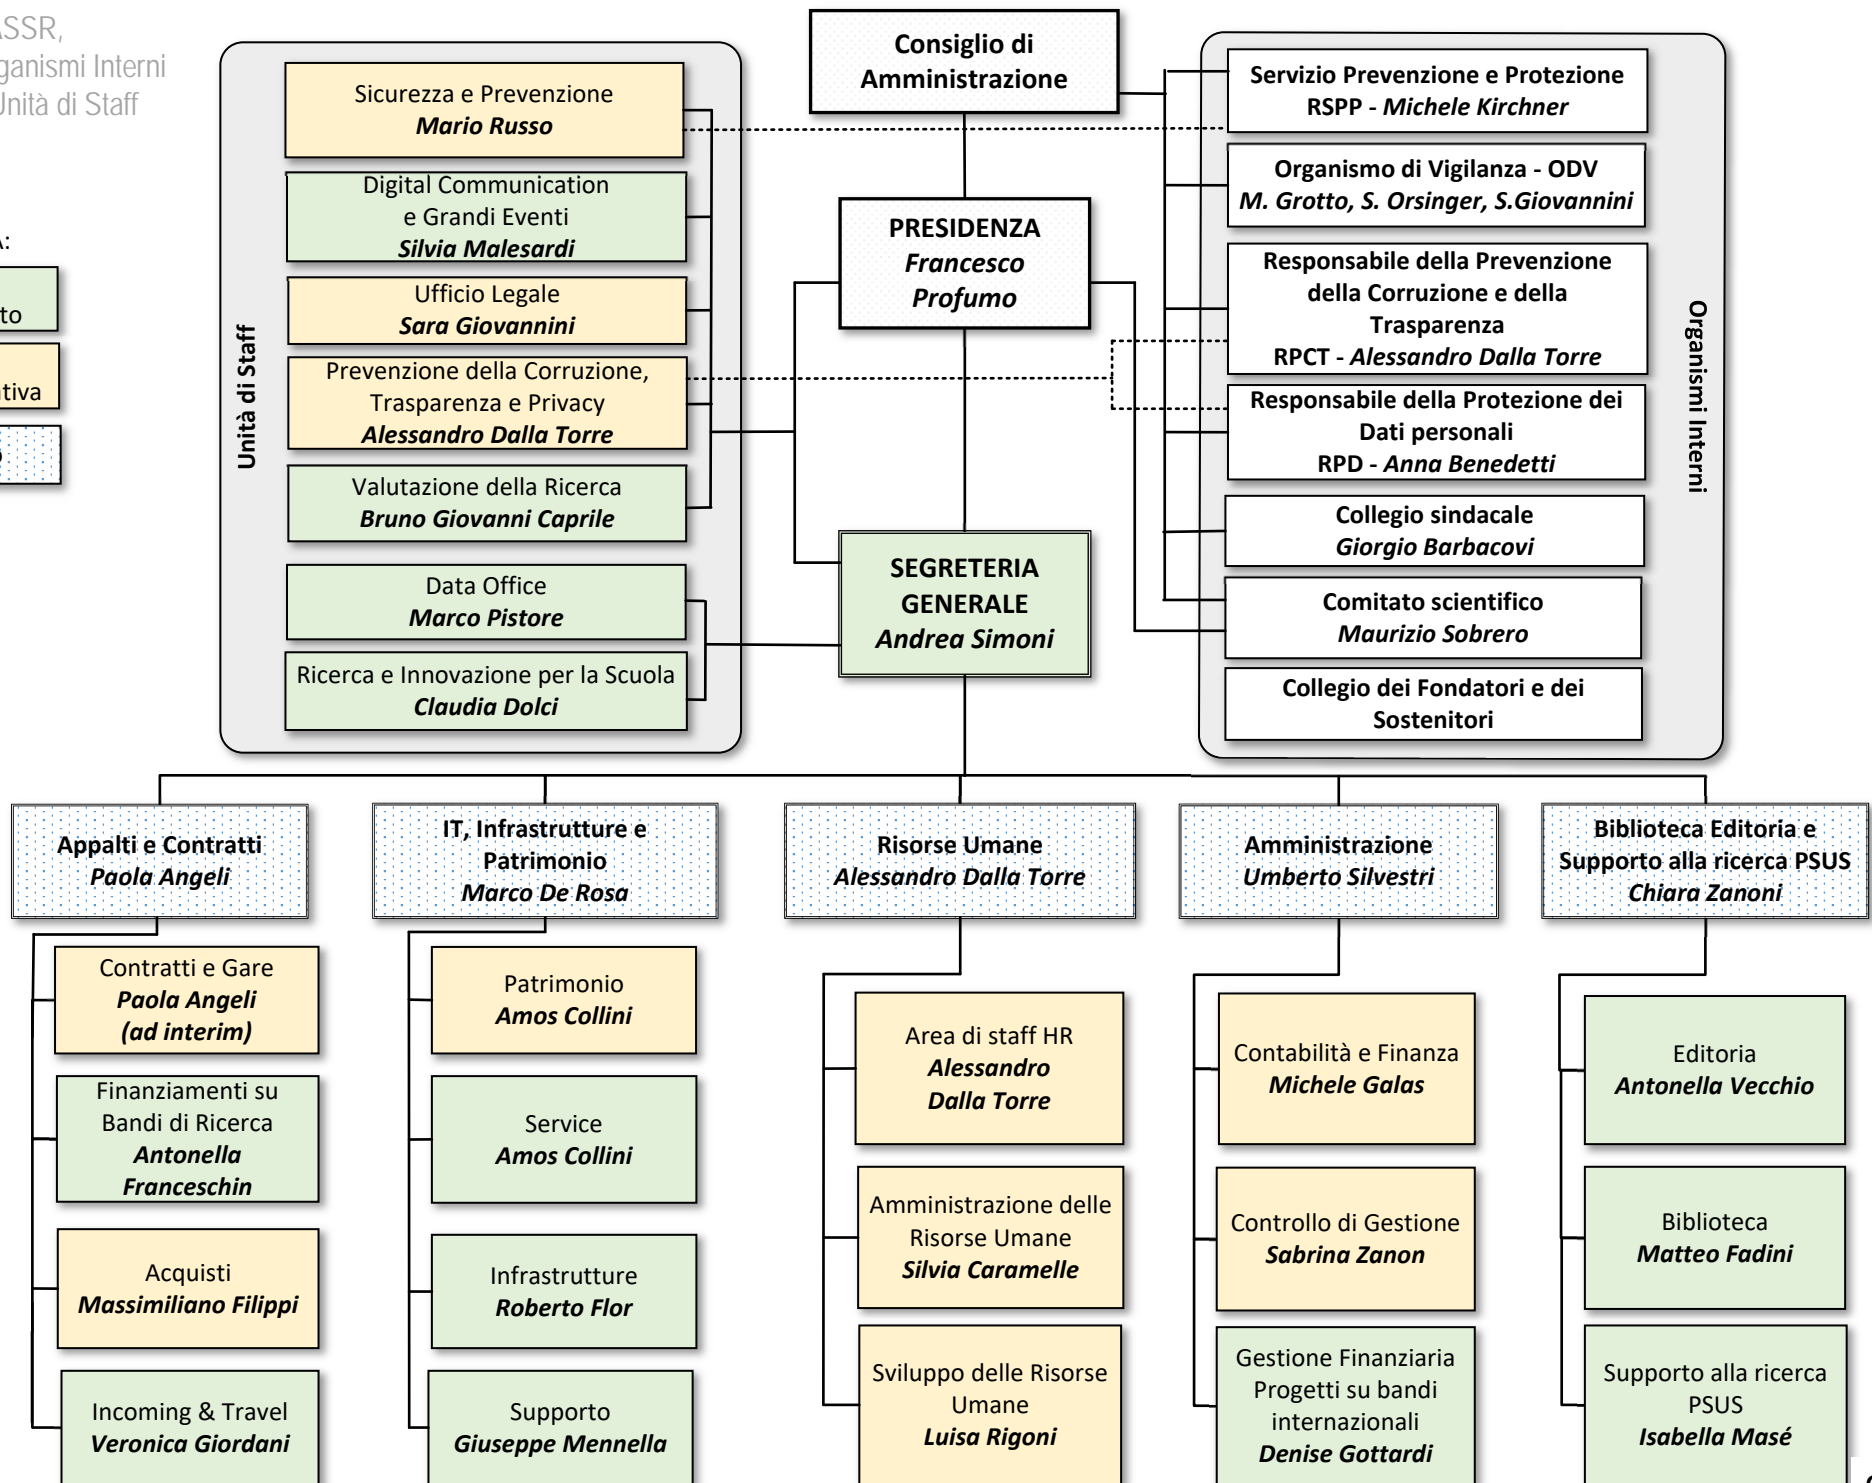 Consiglio di
Amministrazione
PRESIDENZA
Francesco
Profumo
SEGRETERIA
GENERALE
Andrea Simoni
Unità di Staff
Sicurezza e Prevenzione
Mario Russo
Digital Communication
e Grandi Eventi
Silvia Malesardi
Ufficio Legale
Sara Giovannini
Prevenzione della Corruzione,
Trasparenza e Privacy
Alessandro Dalla Torre
Valutazione della Ricerca
Bruno Giovanni Caprile
Data Office
Marco Pistore
Ricerca e Innovazione per la Scuola
Claudia Dolci
Organismi Interni
Servizio Prevenzione e Protezione
RSPP - Michele Kirchner
Organismo di Vigilanza - ODV
M. Grotto, S. Orsinger, S.Giovannini
Responsabile della Prevenzione
della Corruzione e della
Trasparenza
RPCT - Alessandro Dalla Torre
Responsabile della Protezione dei
Dati personali
RPD - Anna Benedetti
Collegio sindacale
Giorgio Barbacovi
Comitato scientifico
Maurizio Sobrero
Collegio dei Fondatori e dei
Sostenitori
Interni
Unità di Staff
Appalti e Contratti
Paola Angeli
Contratti e Gare
Paola Angeli
(ad interim)
Finanziamenti su
Bandi di Ricerca
Antonella
Franceschin
Acquisti
Massimiliano Filippi
Incoming & Travel
Veronica Giordani
IT, Infrastrutture e
Patrimonio
Marco De Rosa
Patrimonio
Amos Collini
Service
Amos Collini
Infrastrutture
Roberto Flor
Supporto
Giuseppe Mennella
Risorse Umane
Alessandro Dalla Torre
Area di staff HR
Alessandro
Dalla Torre
Amministrazione delle
Risorse Umane
Silvia Caramelle
Sviluppo delle Risorse
Umane
Luisa Rigoni
Amministrazione
Umberto Silvestri
Contabilità e Finanza
Michele Galas
Controllo di Gestione
Sabrina Zanon
Gestione Finanziaria
Progetti su bandi
internazionali
Denise Gottardi
Biblioteca Editoria e
Supporto alla ricerca PSUS
Chiara Zanoni
Editoria
Antonella Vecchio
Biblioteca
Matteo Fadini
Supporto alla ricerca
PSUS
Isabella Masé